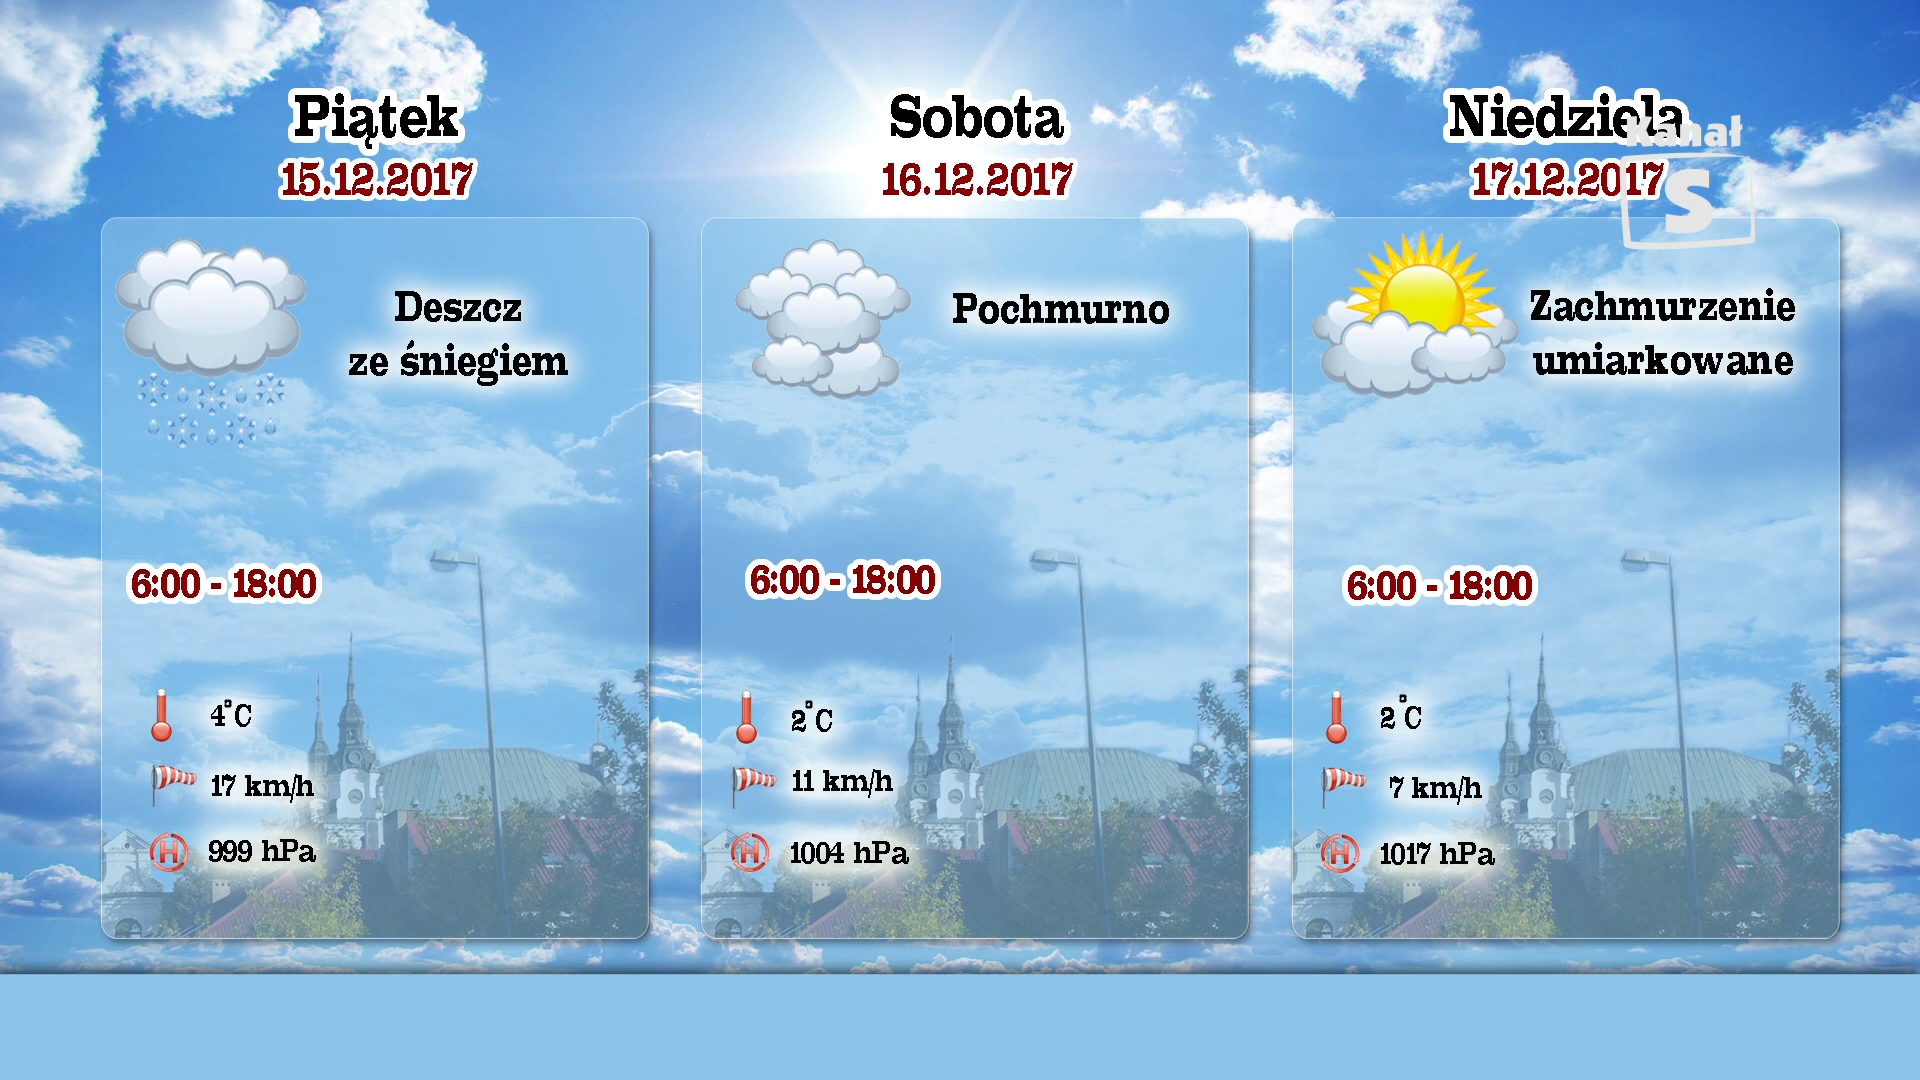 Piątek
15.12.2017
Deszcz
ze śniegiem
6:00 - 18:00
4°C
17 km/h
H
999 hPa
Sobota
16.12.2017
Pochmurno
6:00 - 18:00
2°C
11 km/h
H
1004 hPa
Niedziela
17.12.2017
Kanał
S
Zachmurzenie
umiarkowane
6:00 - 18:00
2°C
7 km/h
H
1017 hPa